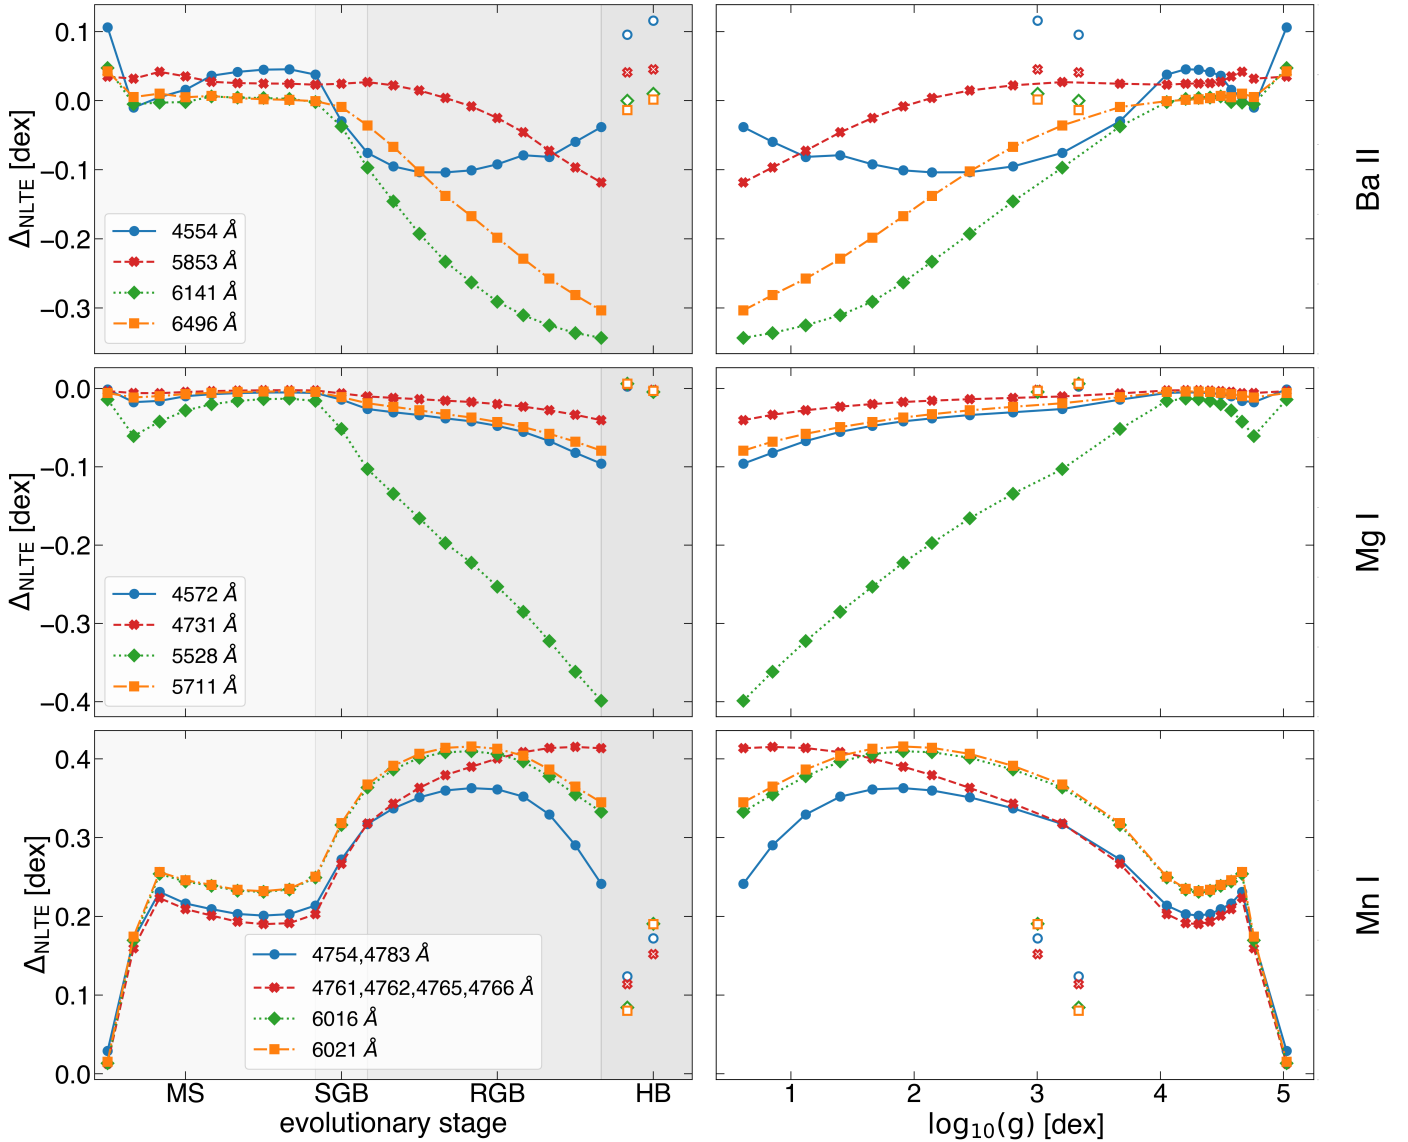 0.1
0.0
−0.1
−0.2
−0.3
Δ_NLTE [dex]
4554 Å
5853 Å
6141 Å
6496 Å
Ba II
0.0
−0.1
−0.2
−0.3
−0.4
Δ_NLTE [dex]
4572 Å
4731 Å
5528 Å
5711 Å
Mg I
0.4
0.3
0.2
0.1
0.0
Δ_NLTE [dex]
4754,4783 Å
4761,4762,4765,4766 Å
6016 Å
6021 Å
Mn I
MS SGB RGB HB
evolutionary stage
1 2 3 4 5
log₁₀(g) [dex]